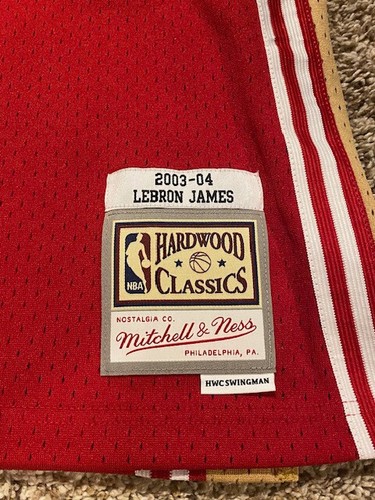 2003-04
LEBRON JAMES
HARDWOOD
NBA
CLASSICS
NOSTALGIA CO.
Mitchell & Ness
PHILADELPHIA, PA.
HWC SWINGMAN